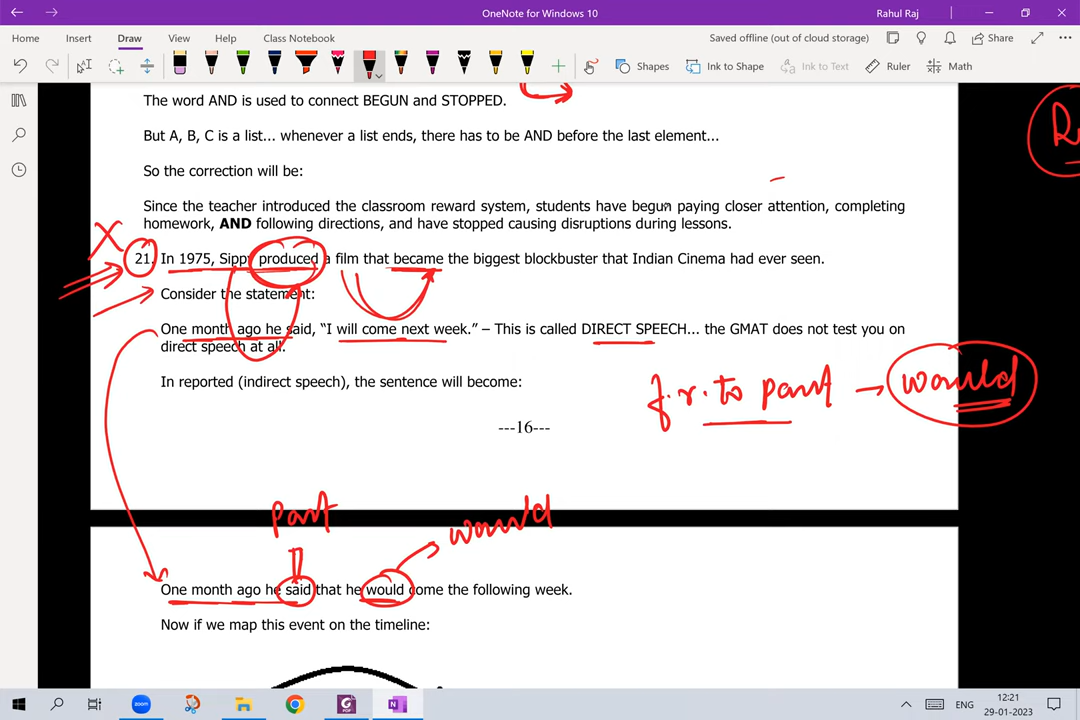 OneNote for Windows 10
Rahul Raj
Home Insert Draw View Help Class Notebook
Saved offline (out of cloud storage)
Share
Shapes
Ink to Shape
Ink to Text
Ruler
Math
The word AND is used to connect BEGUN and STOPPED.
But A, B, C is a list... whenever a list ends, there has to be AND before the last element...
So the correction will be:
Since the teacher introduced the classroom reward system, students have begun paying closer attention, completing
homework, AND following directions, and have stopped causing disruptions during lessons.
21. In 1975, Sippy produced a film that became the biggest blockbuster that Indian Cinema had ever seen.
Consider the statement:
One month ago he said, “I will come next week.” – This is called DIRECT SPEECH... the GMAT does not test you on
direct speech at all.
In reported (indirect speech), the sentence will become:
f.r. to past → would
---16---
past
would
One month ago he said that he would come the following week.
Now if we map this event on the timeline:
zoom
ENG
12:21
29-01-2023